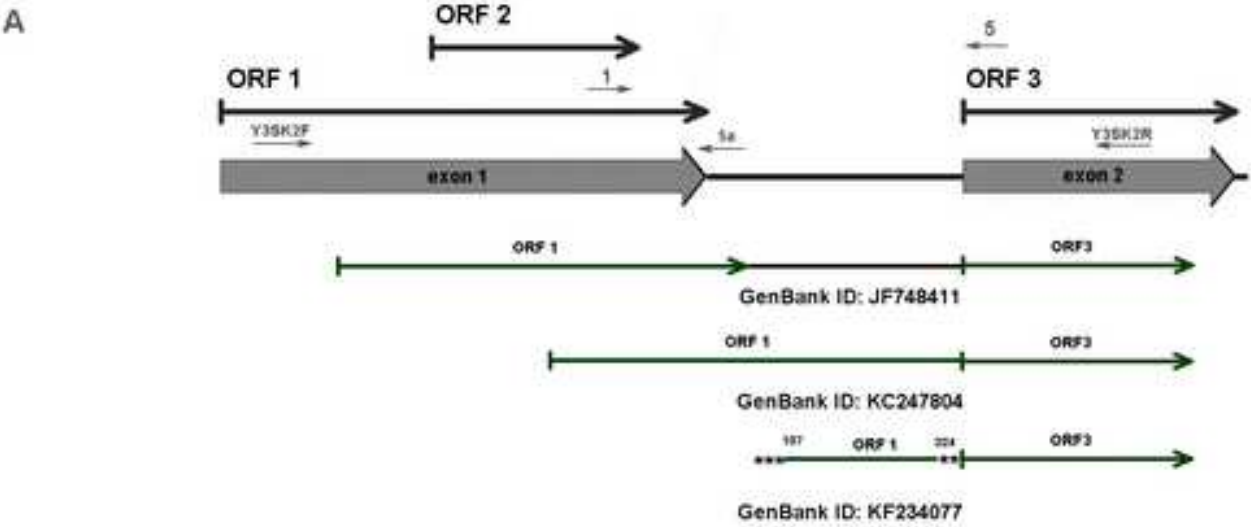 A
ORF 2
5
ORF 1
1
ORF 3
Y3SK2F
5a
Y3SK2R
exon 1
exon 2
ORF 1
ORF3
GenBank ID: JF748411
ORF 1
ORF3
GenBank ID: KC247804
ORF 1
224
ORF3
GenBank ID: KF234077